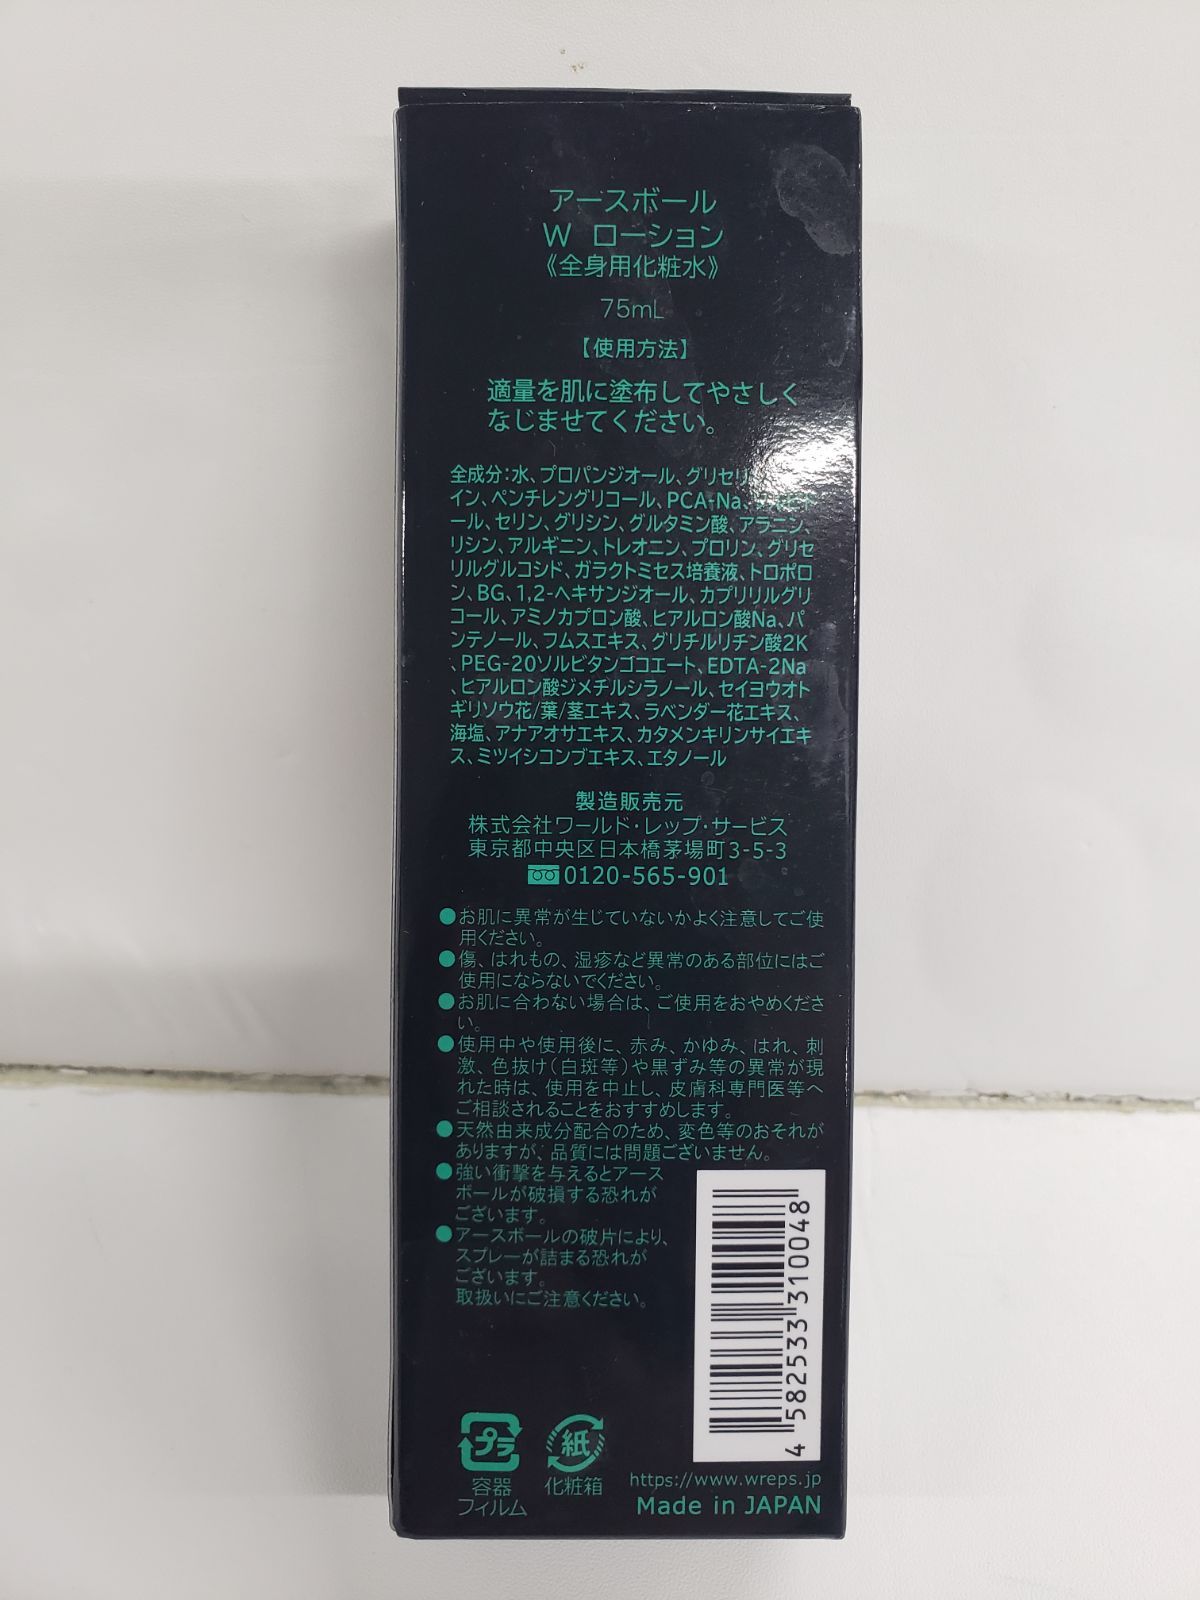 アースボール
W ローション
《全身用化粧水》
75mL
【使用方法】
適量を肌に塗布してやさしく
なじませてください。
全成分：水、プロパンジオール、グリセリ
イン、ペンチレングリコール、PCA-Na、
ール、セリン、グリシン、グルタミン酸、アラニン、
リシン、アルギニン、トレオニン、プロリン、グリセ
リルグルコシド、ガラクトミセス培養液、トロポロ
ン、BG、1,2-ヘキサンジオール、カプリリルグリ
コール、アミノカプロン酸、ヒアルロン酸Na、パ
ンテノール、フムスエキス、グリチルリチン酸2K
、PEG-20ソルビタンココエート、EDTA-2Na
、ヒアルロン酸ジメチルシラノール、セイヨウオト
ギリソウ花/葉/茎エキス、ラベンダー花エキス、
海塩、アナアオサエキス、カタメンキリンサイエキ
ス、ミツイシコンブエキス、エタノール
製造販売元
株式会社ワールド・レップ・サービス
東京都中央区日本橋茅場町3-5-3
0120-565-901
●お肌に異常が生じていないかよく注意してご使
用ください。
●傷、はれもの、湿疹など異常のある部位にはご
使用にならないでください。
●お肌に合わない場合は、ご使用をおやめくださ
い。
●使用中や使用後に、赤み、かゆみ、はれ、刺
激、色抜け（白斑等）や黒ずみ等の異常が現
れた時は、使用を中止し、皮膚科専門医等へ
ご相談されることをおすすめします。
●天然由来成分配合のため、変色等のおそれが
ありますが、品質には問題ございません。
●強い衝撃を与えるとアース
ボールが破損する恐れが
ございます。
●アースボールの破片により、
スプレーが詰まる恐れが
ございます。
取扱いにご注意ください。
4 582533 310048
プラ
容器
フィルム
紙
化粧箱
https://www.wreps.jp
Made in JAPAN